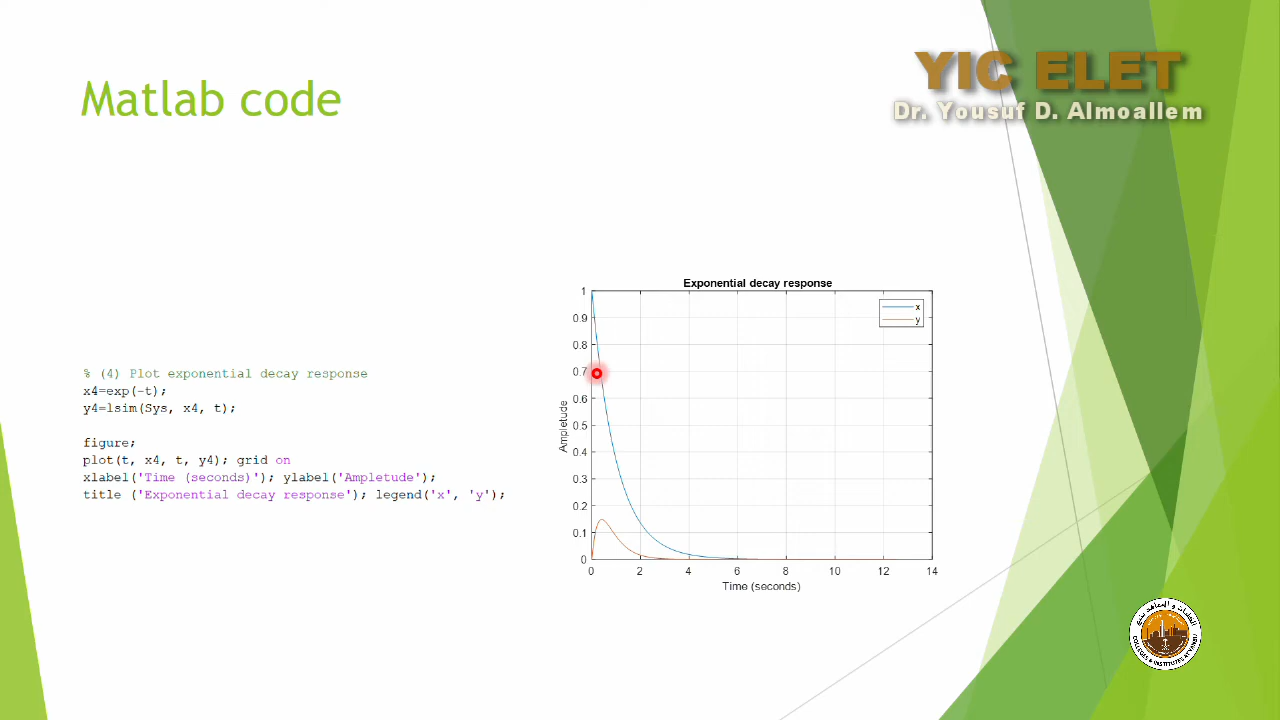 Matlab code
YIC ELET
Dr. Yousuf D. Almoallem
% (4) Plot exponential decay response
x4=exp(-t);
y4=lsim(Sys, x4, t);
figure;
plot(t, x4, t, y4); grid on
xlabel('Time (seconds)'); ylabel('Ampletude');
title ('Exponential decay response'); legend('x', 'y');
Exponential decay response
x
y
1
0.9
0.8
0.7
0.6
0.5
0.4
0.3
0.2
0.1
0
Ampletude
0 2 4 6 8 10 12 14
Time (seconds)